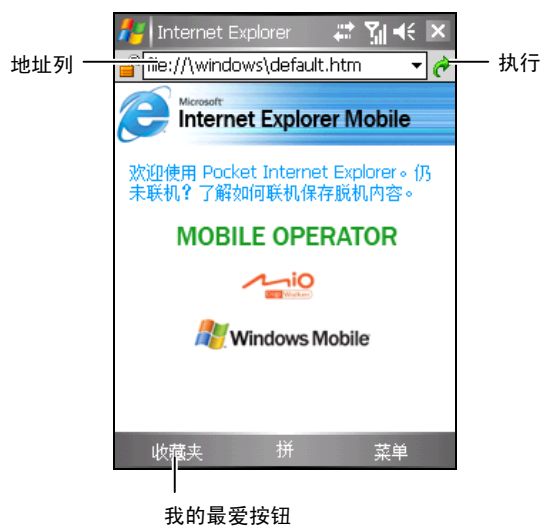 Internet Explorer
地址列
file://\windows\default.htm
执行
Microsoft
Internet Explorer Mobile
欢迎使用 Pocket Internet Explorer。仍
未联机？了解如何联机保存脱机内容。
MOBILE OPERATOR
mio
DigiWalker
Windows Mobile
收藏夹 拼 菜单
我的最爱按钮